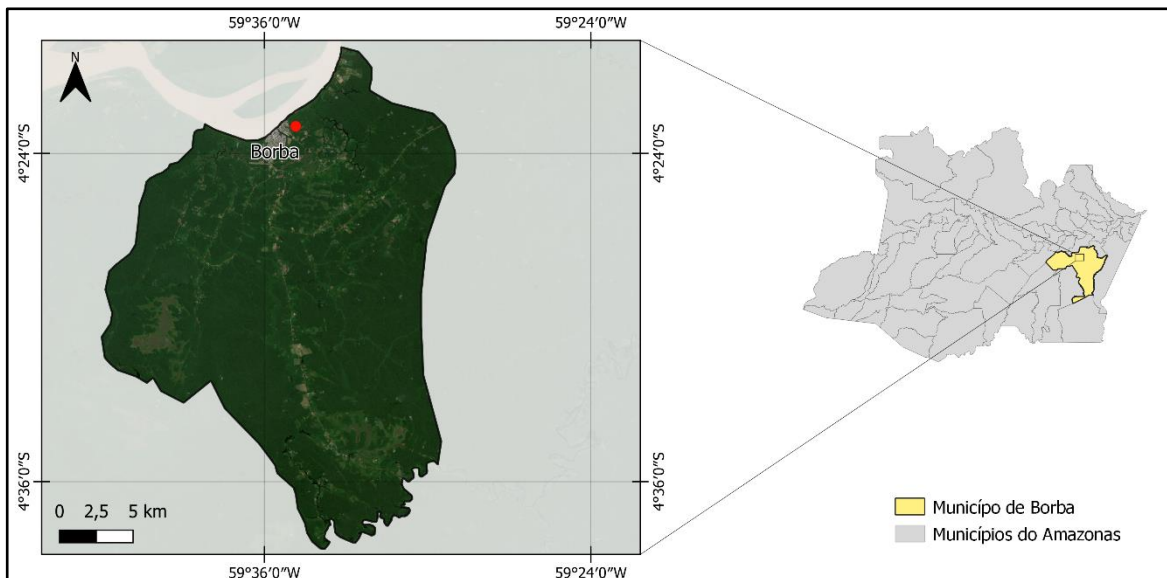 59°36′0″W
59°24′0″W
N
4°24′0″S
4°24′0″S
Borba
4°36′0″S
4°36′0″S
0 2,5 5 km
59°36′0″W
59°24′0″W
Municípo de Borba
Municípios do Amazonas